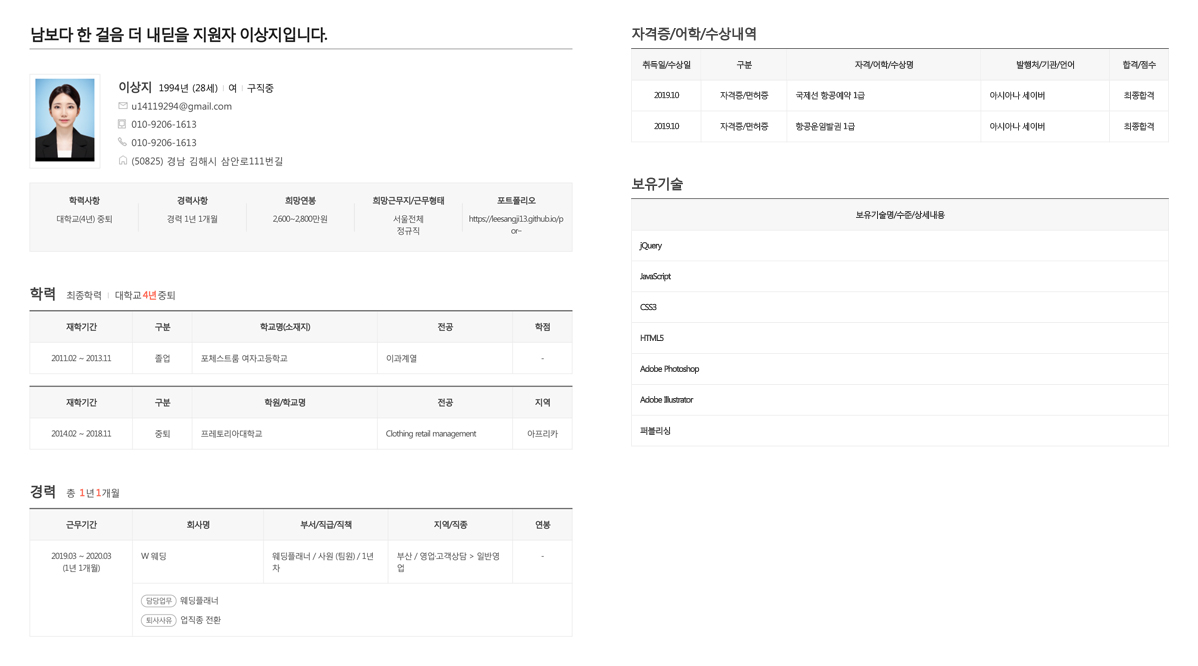 남보다 한 걸음 더 내딛을 지원자 이상지입니다.
이상지 1994년 (28세) 여 구직중
u14119294@gmail.com
010-9206-1613
010-9206-1613
(50825) 경남 김해시 삼안로111번길
학력사항 경력사항 희망연봉 희망근무지/근무형태 포트폴리오
대학교(4년) 중퇴 경력 1년 1개월 2,600~2,800만원 서울전체 https://leesangji13.github.io/p
정규직 or~
학력 최종학력 대학교 4년 중퇴
재학기간 구분 학교명(소재지) 전공 학점
2011.02 ~ 2013.11 졸업 포체스트룸 여자고등학교 이과계열 -
재학기간 구분 학원/학교명 전공 지역
2014.02 ~ 2018.11 중퇴 프레토리아대학교 Clothing retail management 아프리카
경력 총 1년 1개월
근무기간 회사명 부서/직급/직책 지역/직종 연봉
2019.03 ~ 2020.03 W 웨딩 웨딩플래너 / 사원 (팀원) / 1년 부산 / 영업·고객상담 > 일반영 -
(1년 1개월) 자 업
담당업무 웨딩플래너
퇴사사유 업직종 전환
자격증/어학/수상내역
취득일/수상일 구분 자격/어학/수상명 발행처/기관/언어 합격/점수
2019.10 자격증/면허증 국제선 항공예약 1급 아시아나 세이버 최종합격
2019.10 자격증/면허증 항공운임발권 1급 아시아나 세이버 최종합격
보유기술
보유기술명/수준/상세내용
jQuery
JavaScript
CSS3
HTML5
Adobe Photoshop
Adobe Illustrator
퍼블리싱